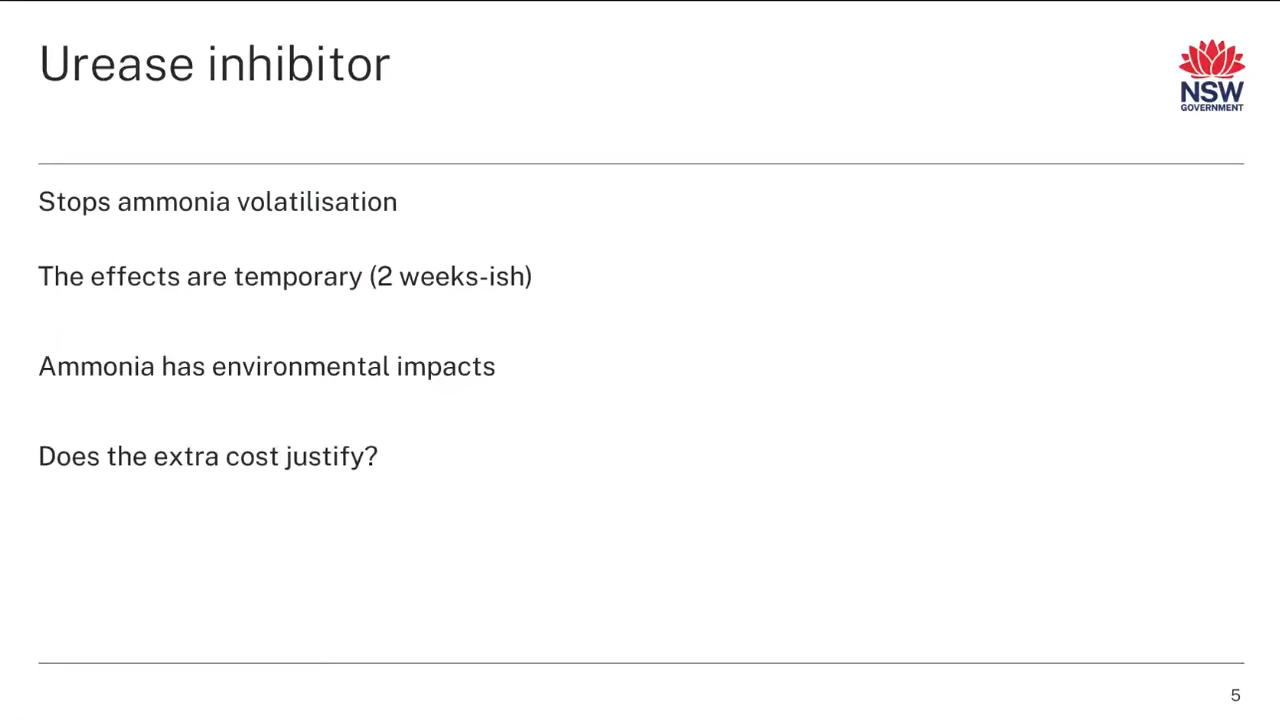 Urease inhibitor
NSW
GOVERNMENT
Stops ammonia volatilisation
The effects are temporary (2 weeks-ish)
Ammonia has environmental impacts
Does the extra cost justify?
5